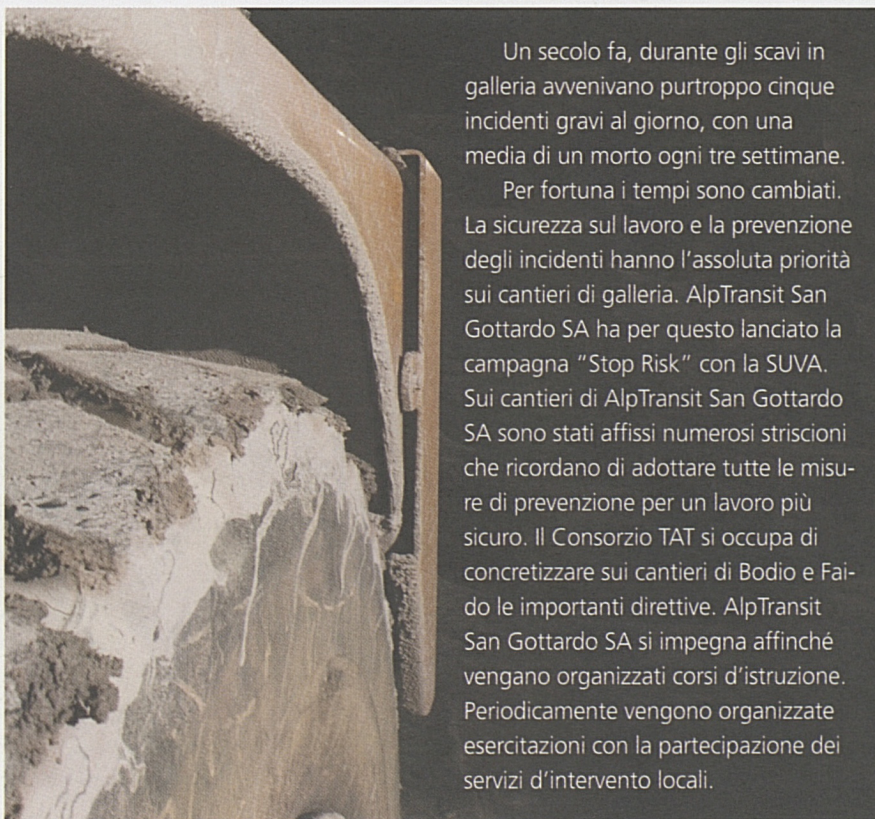 Un secolo fa, durante gli scavi in
galleria avvenivano purtroppo cinque
incidenti gravi al giorno, con una
media di un morto ogni tre settimane.
Per fortuna i tempi sono cambiati.
La sicurezza sul lavoro e la prevenzione
degli incidenti hanno l'assoluta priorità
sui cantieri di galleria. AlpTransit San
Gottardo SA ha per questo lanciato la
campagna "Stop Risk" con la SUVA.
Sui cantieri di AlpTransit San Gottardo
SA sono stati affissi numerosi striscioni
che ricordano di adottare tutte le misu-
re di prevenzione per un lavoro più
sicuro. Il Consorzio TAT si occupa di
concretizzare sui cantieri di Bodio e Fai-
do le importanti direttive. AlpTransit
San Gottardo SA si impegna affinché
vengano organizzati corsi d'istruzione.
Periodicamente vengono organizzate
esercitazioni con la partecipazione dei
servizi d'intervento locali.